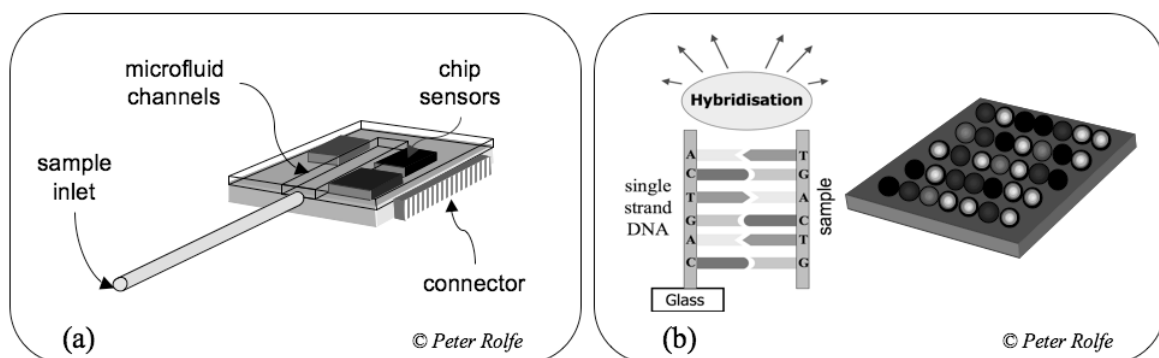 microfluid
channels
chip
sensors
sample
inlet
connector
(a)
© Peter Rolfe
Hybridisation
A T
C G
T A
G C
A T
C G
single
strand
DNA
sample
Glass
(b)
© Peter Rolfe